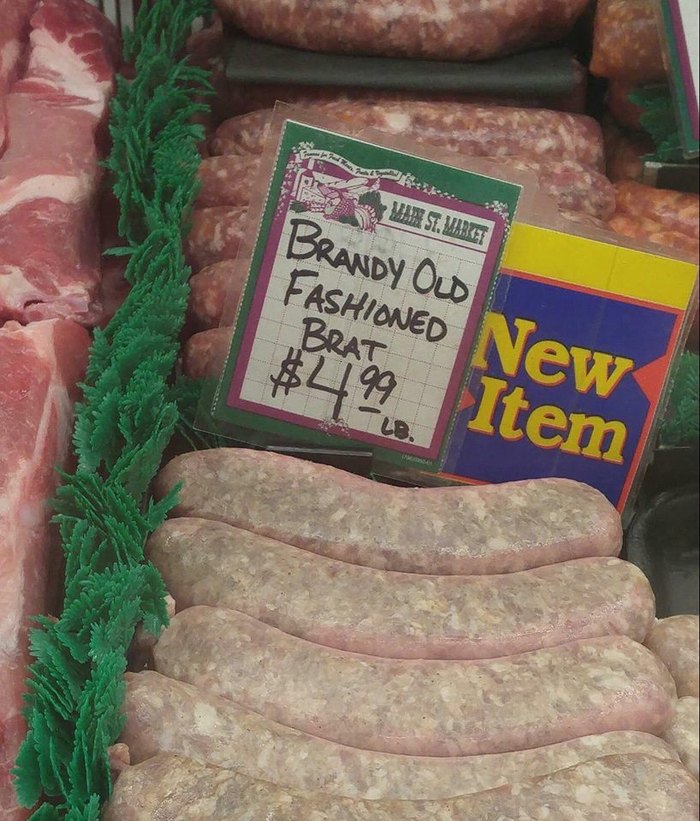 MAIN ST. MARKET
BRANDY OLD
FASHIONED
BRAT
$4.99
LB.
New
Item